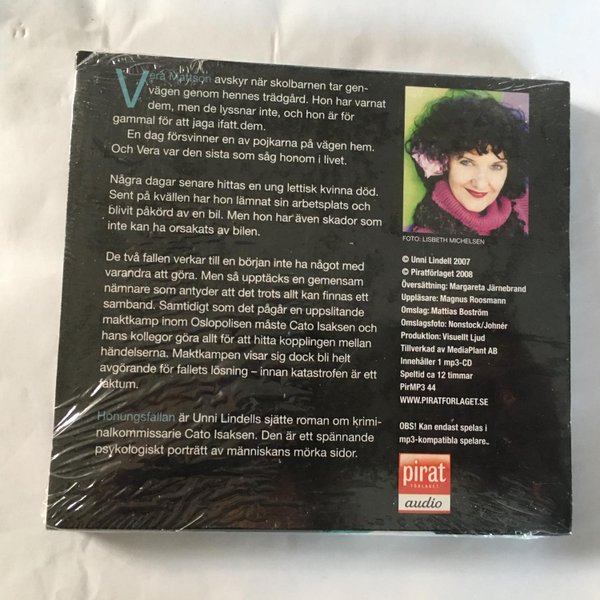 Vera Mattson avskyr när skolbarnen tar gen-
vägen genom hennes trädgård. Hon har varnat
dem, men de lyssnar inte, och hon är för
gammal för att jaga ifatt dem.
En dag försvinner en av pojkarna på vägen hem.
Och Vera var den sista som såg honom i livet.
Några dagar senare hittas en ung lettisk kvinna död.
Sent på kvällen har hon lämnat sin arbetsplats och
blivit påkörd av en bil. Men hon har även skador som
inte kan ha orsakats av bilen.
De två fallen verkar till en början inte ha något med
varandra att göra. Men så upptäcks en gemensam
nämnare som antyder att det trots allt kan finnas ett
samband. Samtidigt som det pågår en uppslitande
maktkamp inom Oslopolisen måste Cato Isaksen och
hans kollegor göra allt för att hitta kopplingen mellan
händelserna. Maktkampen visar sig dock bli helt
avgörande för fallets lösning – innan katastrofen är ett
faktum.
Honungsfällan är Unni Lindells sjätte roman om krimi-
nalkommissarie Cato Isaksen. Den är ett spännande
psykologiskt porträtt av människans mörka sidor.
FOTO: LISBETH MICHELSEN
© Unni Lindell 2007
© Piratförlaget 2008
Översättning: Margareta Järnebrand
Uppläsare: Magnus Roosmann
Omslag: Mattias Boström
Omslagsfoto: Nonstock/Johnér
Produktion: Visuellt Ljud
Tillverkad av MediaPlant AB
Innehåller 1 mp3-CD
Speltid ca 12 timmar
PirMP3 44
WWW.PIRATFORLAGET.SE
OBS! Kan endast spelas i
mp3-kompatibla spelare.
pirat
FÖRLAGET
audio